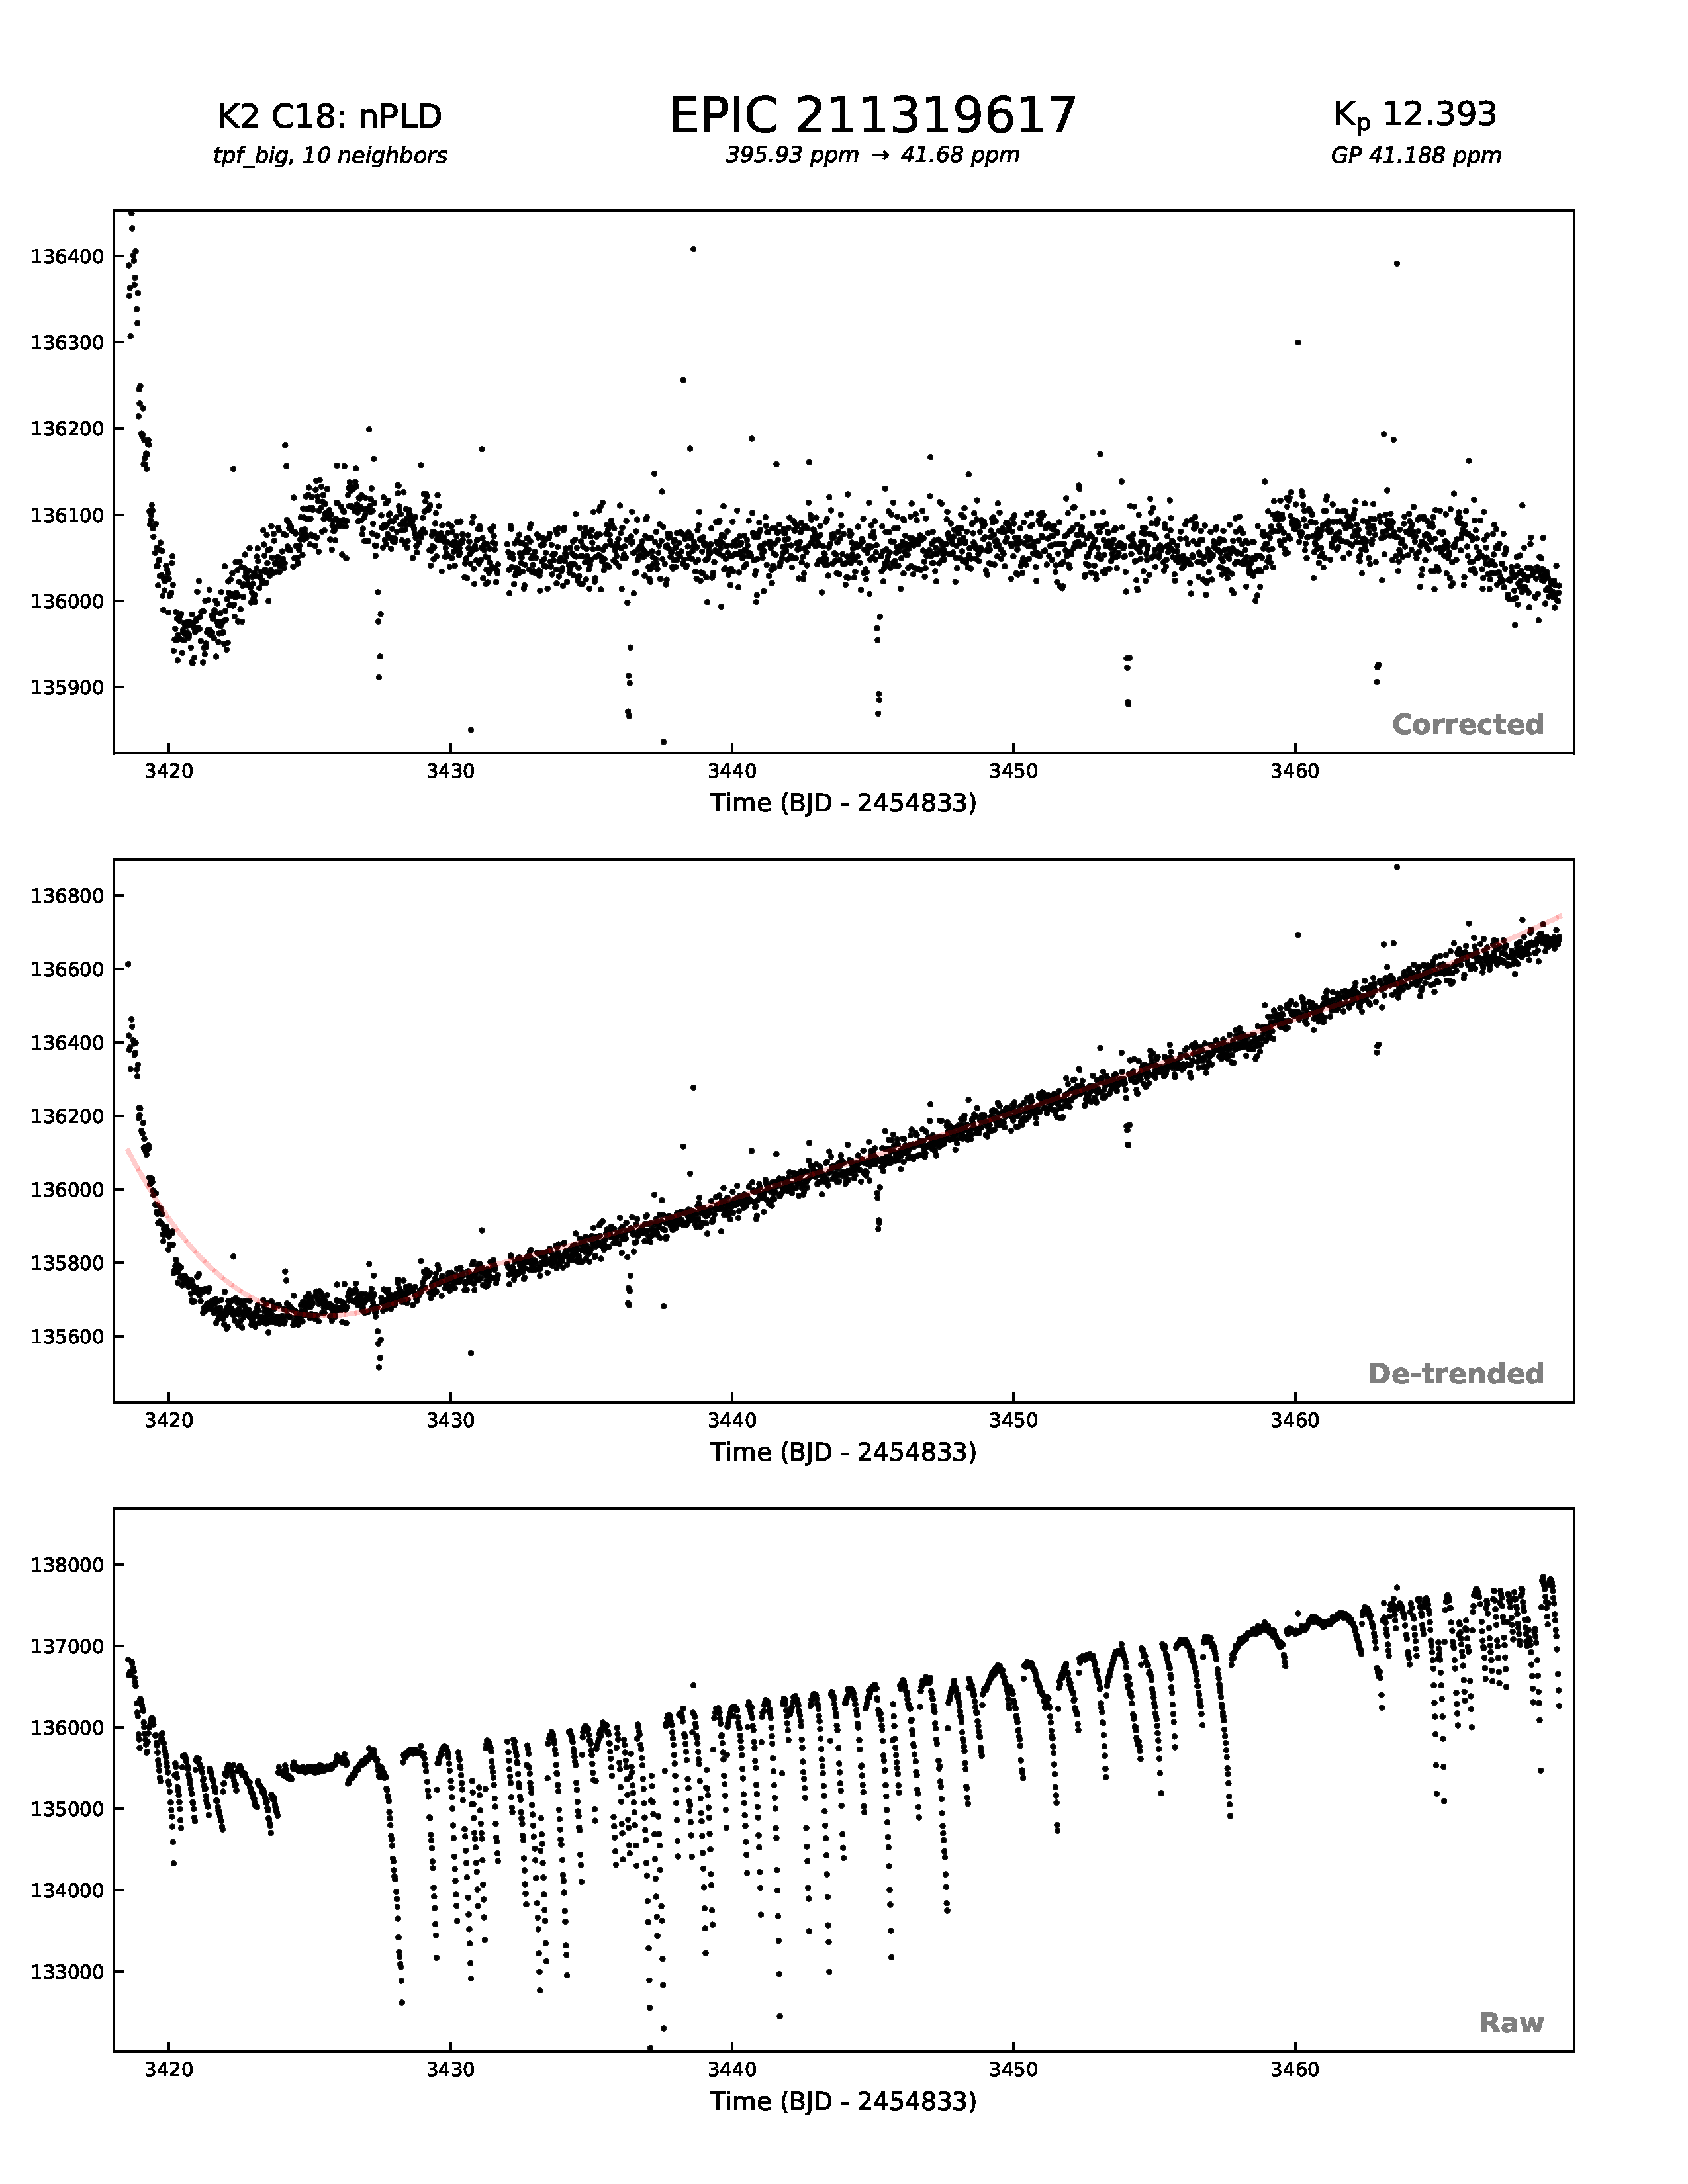 K2 C18: nPLD
tpf_big, 10 neighbors
EPIC 211319617
395.93 ppm → 41.68 ppm
Kp 12.393
GP 41.188 ppm
136400
136300
136200
136100
136000
135900
Corrected
3420 3430 3440 3450 3460
Time (BJD - 2454833)
136800
136600
136400
136200
136000
135800
135600
De-trended
3420 3430 3440 3450 3460
Time (BJD - 2454833)
138000
137000
136000
135000
134000
133000
Raw
3420 3430 3440 3450 3460
Time (BJD - 2454833)